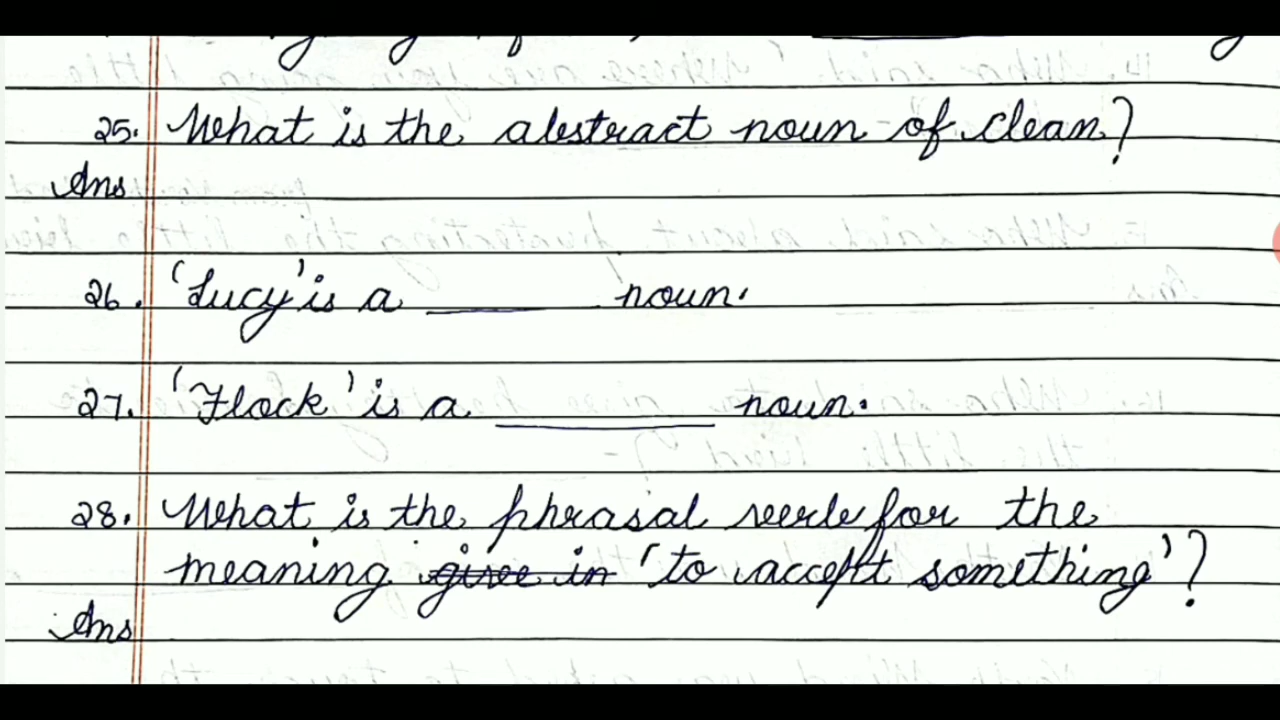 25. What is the abstract noun of clean?
Ans
26. 'Lucy' is a ______ noun.
27. 'Flock' is a ______ noun.
28. What is the phrasal verb for the
meaning give in 'to accept something'?
Ans